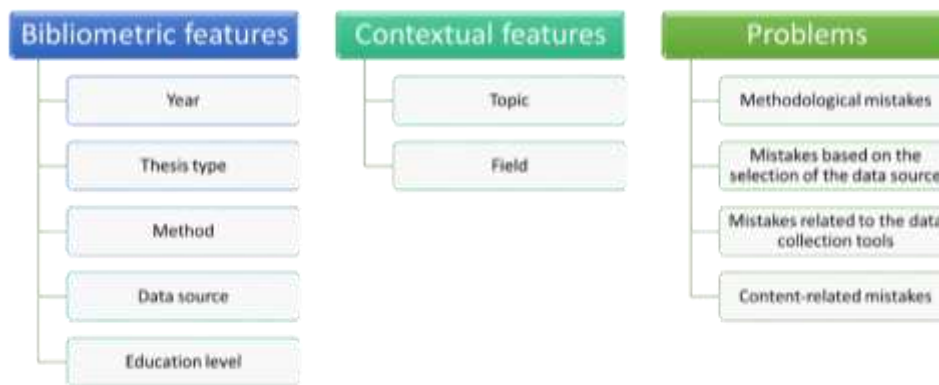 Bibliometric features
Year
Thesis type
Method
Data source
Education level
Contextual features
Topic
Field
Problems
Methodological mistakes
Mistakes based on the
selection of the data source
Mistakes related to the data
collection tools
Content-related mistakes